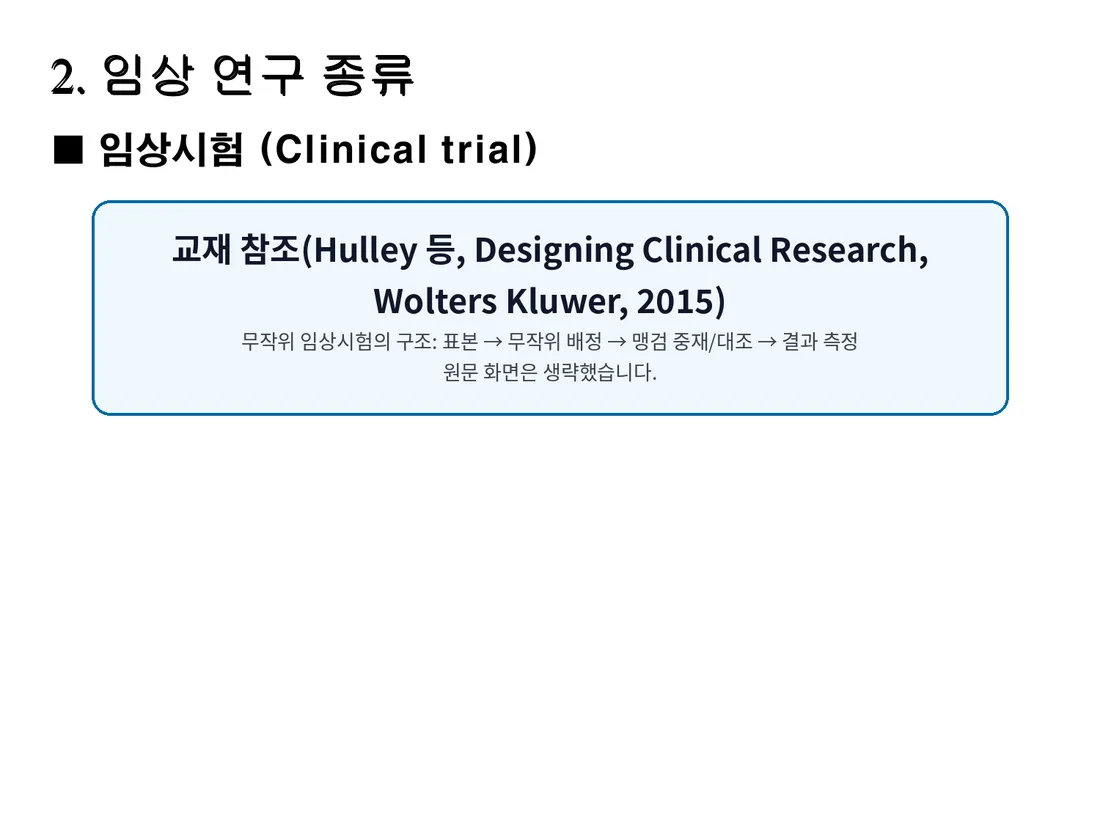 2. 임상 연구 종류
■ 임상시험 (Clinical trial)
교재 참조(Hulley 등, Designing Clinical Research,
Wolters Kluwer, 2015)
무작위 임상시험의 구조: 표본 → 무작위 배정 → 맹검 중재/대조 → 결과 측정
원문 화면은 생략했습니다.